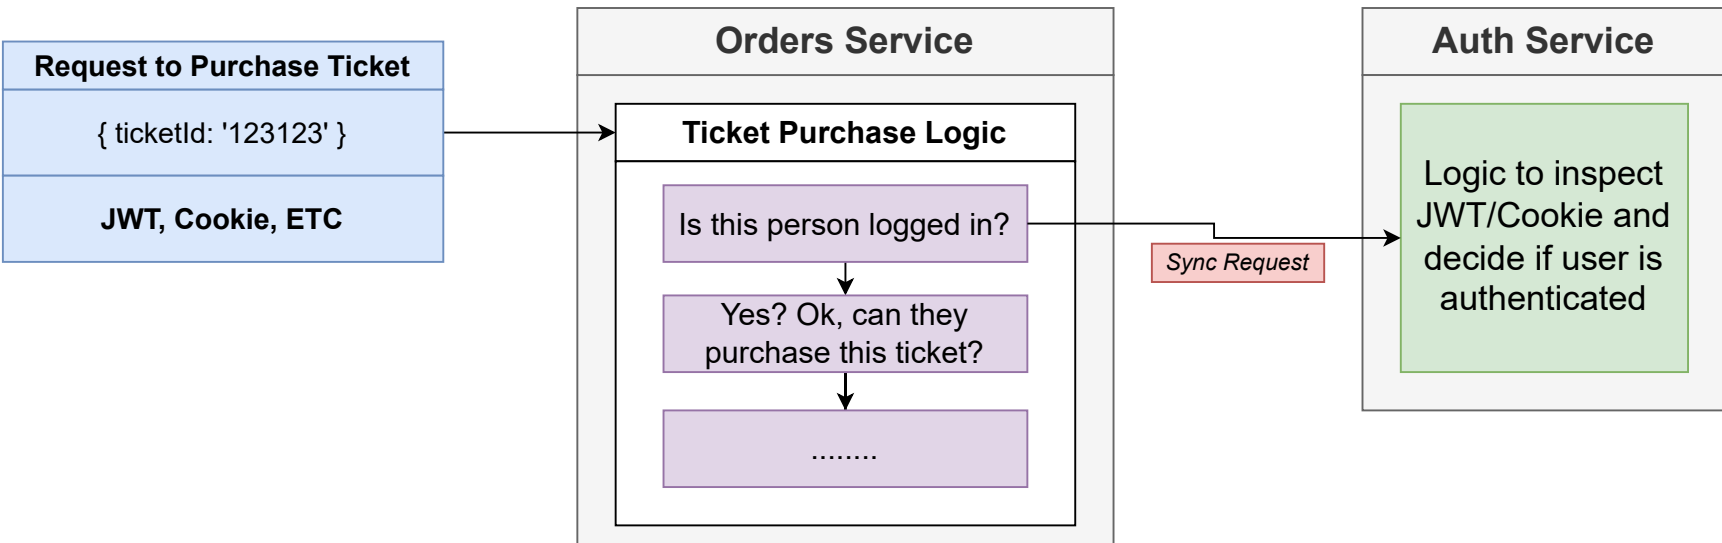 Request to Purchase Ticket
{ ticketId: '123123' }
JWT, Cookie, ETC
Orders Service
Ticket Purchase Logic
Is this person logged in?
Yes? Ok, can they
purchase this ticket?
........
Sync Request
Auth Service
Logic to inspect
JWT/Cookie and
decide if user is
authenticated